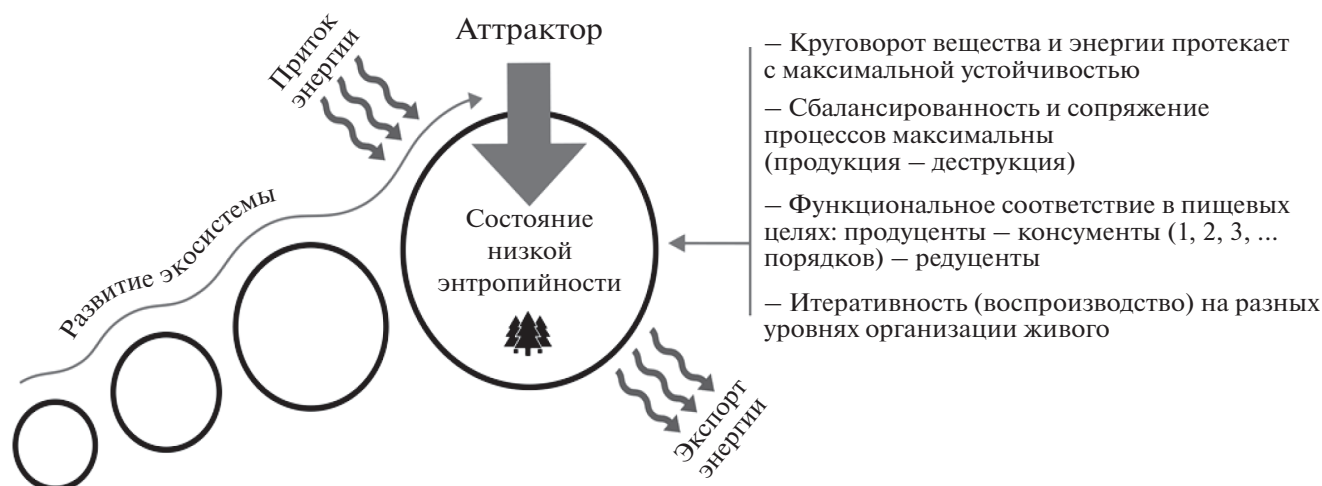 Приток
энергии
Аттрактор
Развитие экосистемы
Состояние
низкой
энтропийности
Экспорт
энергии
– Круговорот вещества и энергии протекает
с максимальной устойчивостью
– Сбалансированность и сопряжение
процессов максимальны
(продукция – деструкция)
– Функциональное соответствие в пищевых
целях: продуценты – консументы (1, 2, 3, ...
порядков) – редуценты
– Итеративность (воспроизводство) на разных
уровнях организации живого